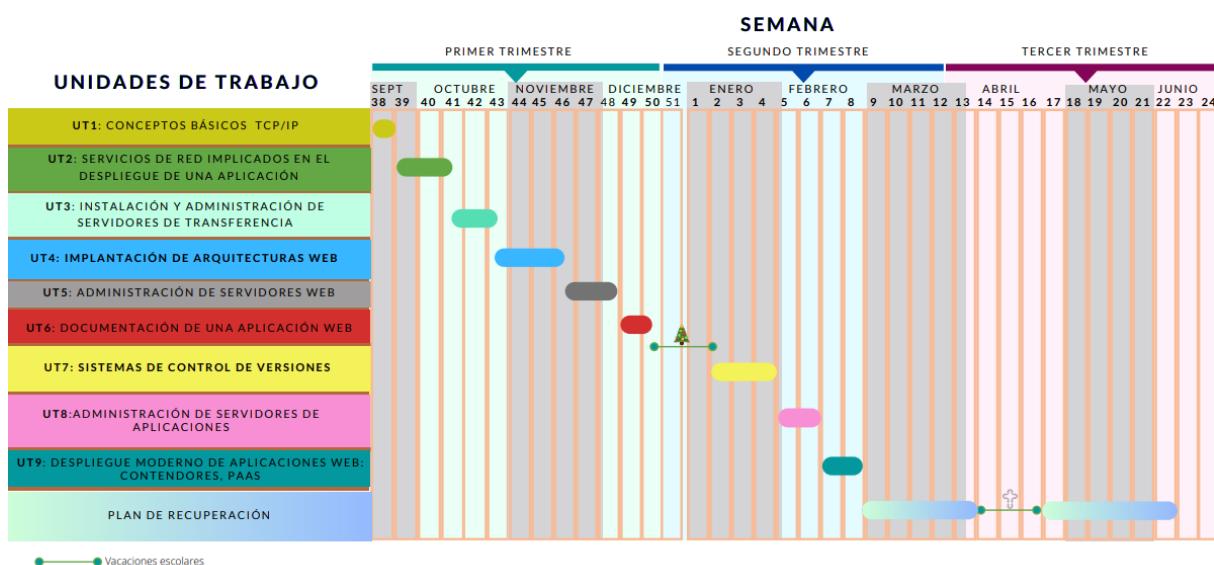 SEMANA
PRIMER TRIMESTRE
SEGUNDO TRIMESTRE
TERCER TRIMESTRE
UNIDADES DE TRABAJO
SEPT OCTUBRE NOVIEMBRE DICIEMBRE ENERO FEBRERO MARZO ABRIL MAYO JUNIO
38 39 40 41 42 43 44 45 46 47 48 49 50 51 1 2 3 4 5 6 7 8 9 10 11 12 13 14 15 16 17 18 19 20 21 22 23 24
UT1: CONCEPTOS BÁSICOS TCP/IP
UT2: SERVICIOS DE RED IMPLICADOS EN EL
DESPLIEGUE DE UNA APLICACIÓN
UT3: INSTALACIÓN Y ADMINISTRACIÓN DE
SERVIDORES DE TRANSFERENCIA
UT4: IMPLANTACIÓN DE ARQUITECTURAS WEB
UT5: ADMINISTRACIÓN DE SERVIDORES WEB
UT6: DOCUMENTACIÓN DE UNA APLICACIÓN WEB
UT7: SISTEMAS DE CONTROL DE VERSIONES
UT8:ADMINISTRACIÓN DE SERVIDORES DE
APLICACIONES
UT9: DESPLIEGUE MODERNO DE APLICACIONES WEB:
CONTENDORES, PAAS
PLAN DE RECUPERACIÓN
Vacaciones escolares